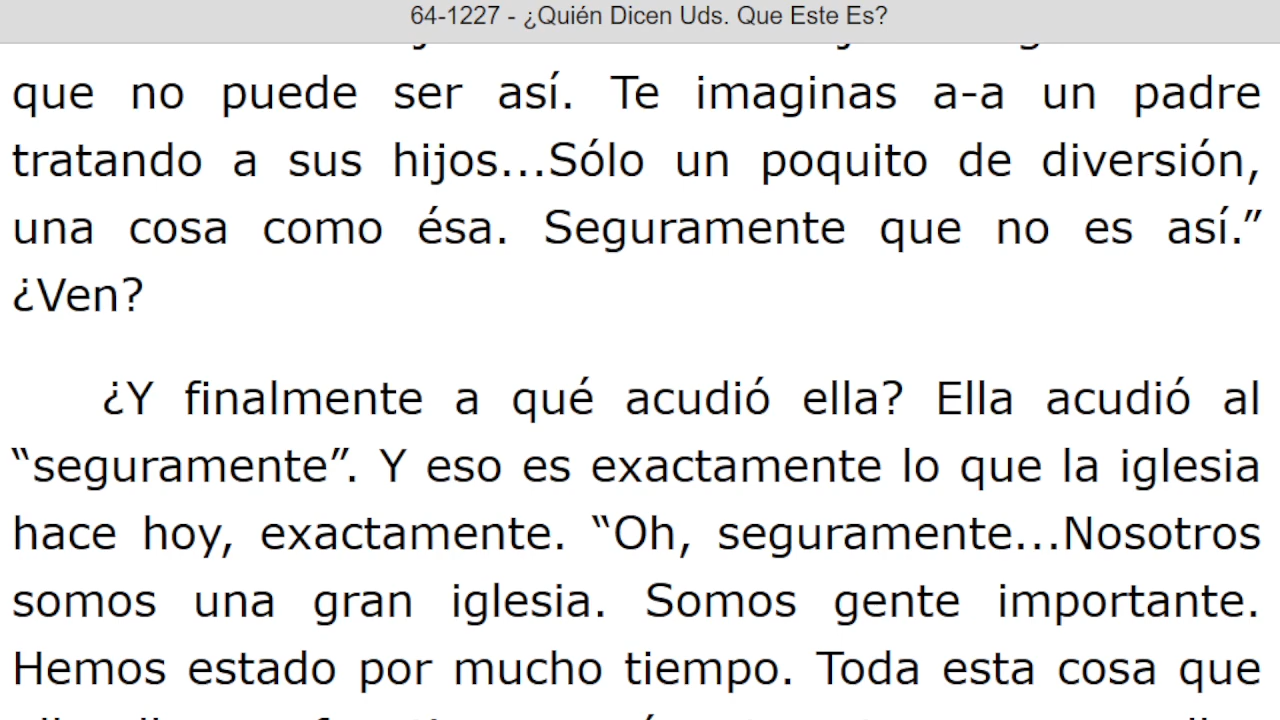 64-1227 - ¿Quién Dicen Uds. Que Este Es?
que no puede ser así. Te imaginas a-a un padre
tratando a sus hijos...Sólo un poquito de diversión,
una cosa como ésa. Seguramente que no es así.”
¿Ven?
¿Y finalmente a qué acudió ella? Ella acudió al
“seguramente”. Y eso es exactamente lo que la iglesia
hace hoy, exactamente. “Oh, seguramente...Nosotros
somos una gran iglesia. Somos gente importante.
Hemos estado por mucho tiempo. Toda esta cosa que